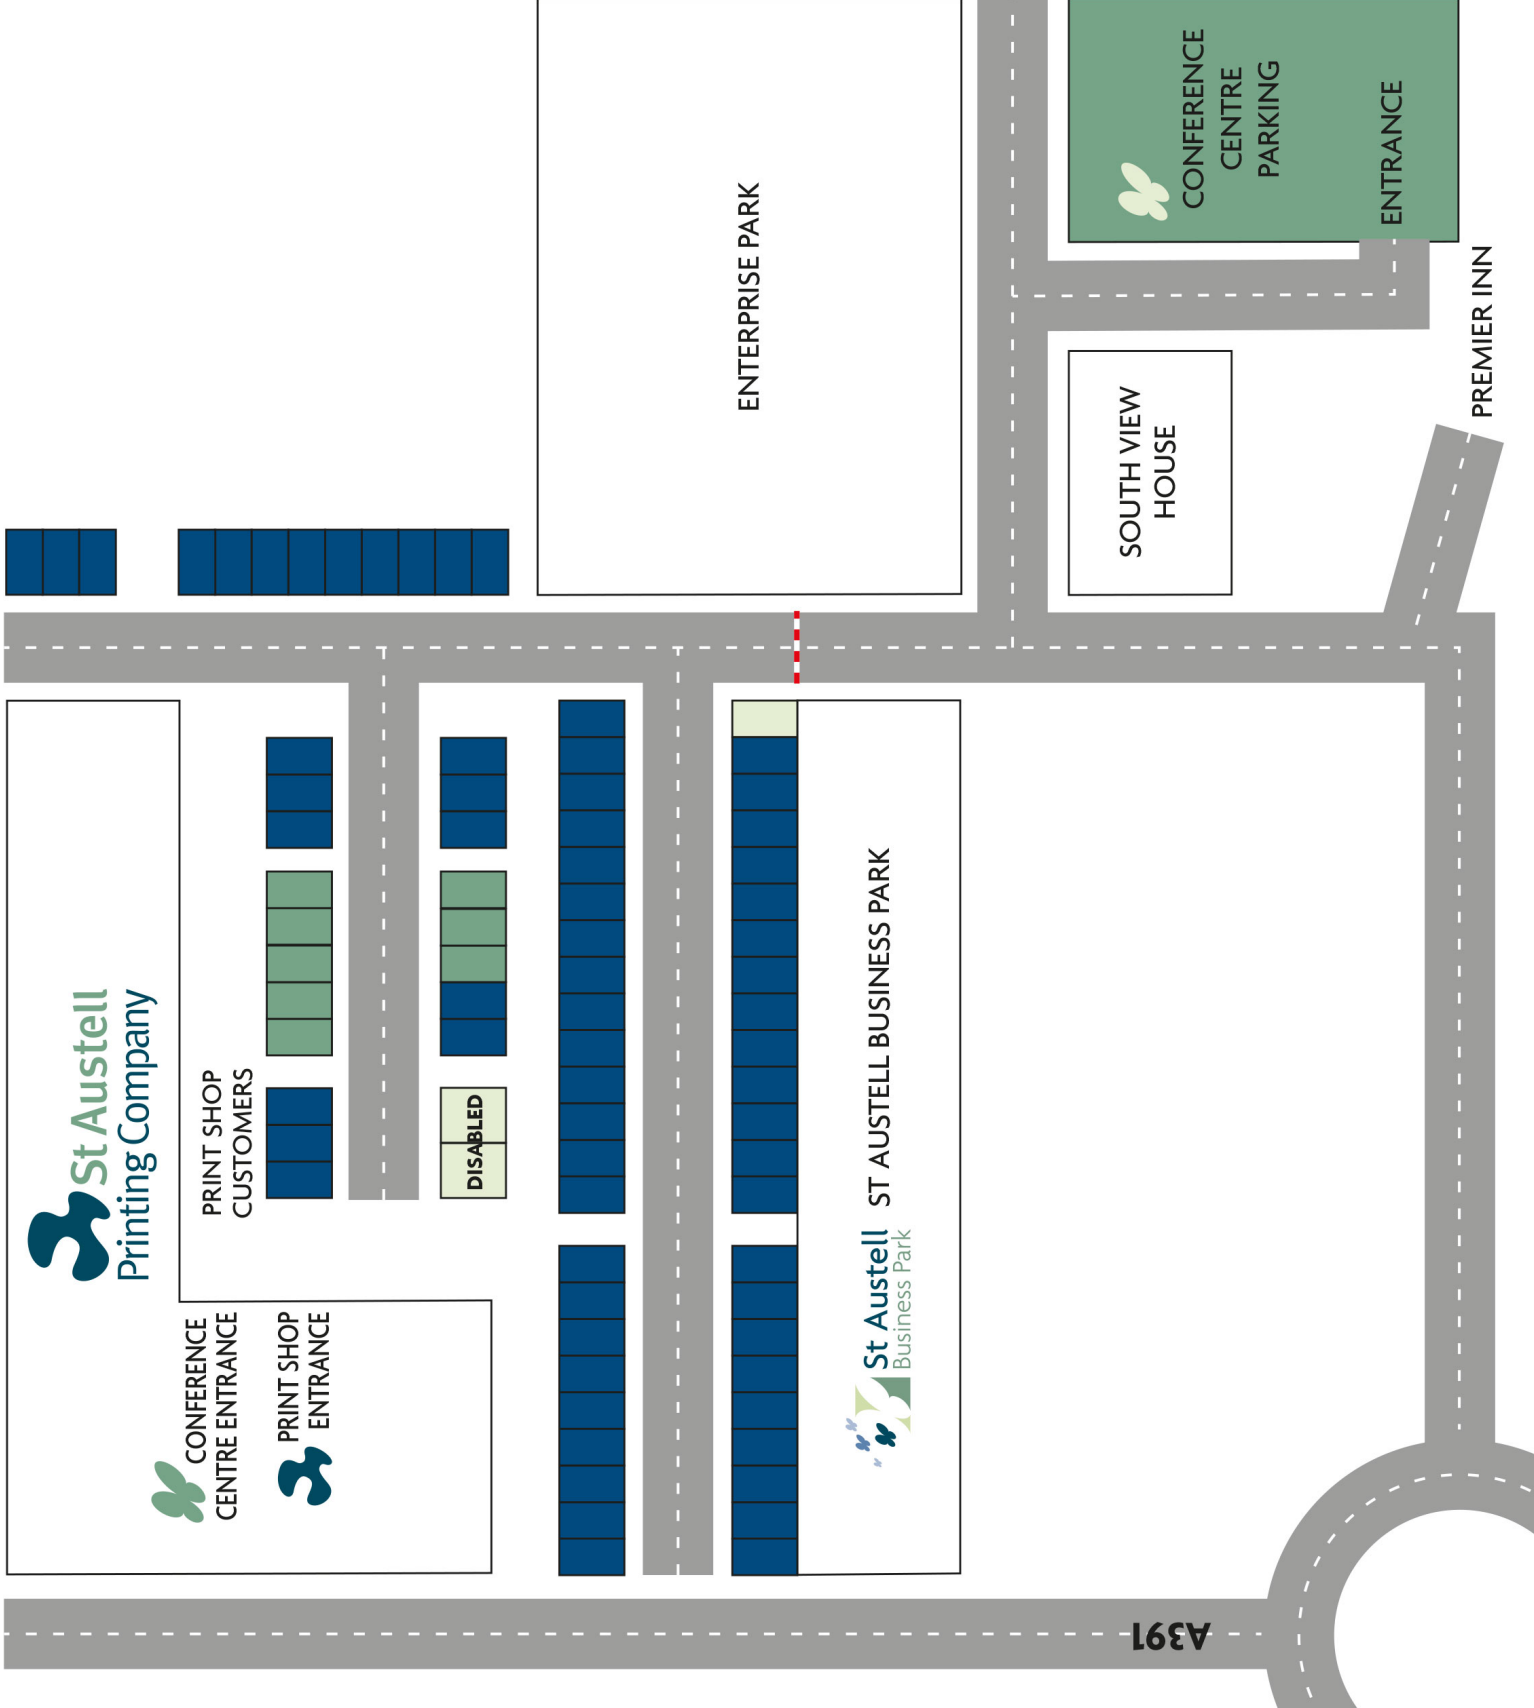 St Austell
Printing Company
CONFERENCE
CENTRE ENTRANCE
PRINT SHOP
ENTRANCE
PRINT SHOP
CUSTOMERS
DISABLED
St Austell
Business Park
ST AUSTELL BUSINESS PARK
ENTERPRISE PARK
SOUTH VIEW
HOUSE
CONFERENCE
CENTRE
PARKING
ENTRANCE
PREMIER INN
A391